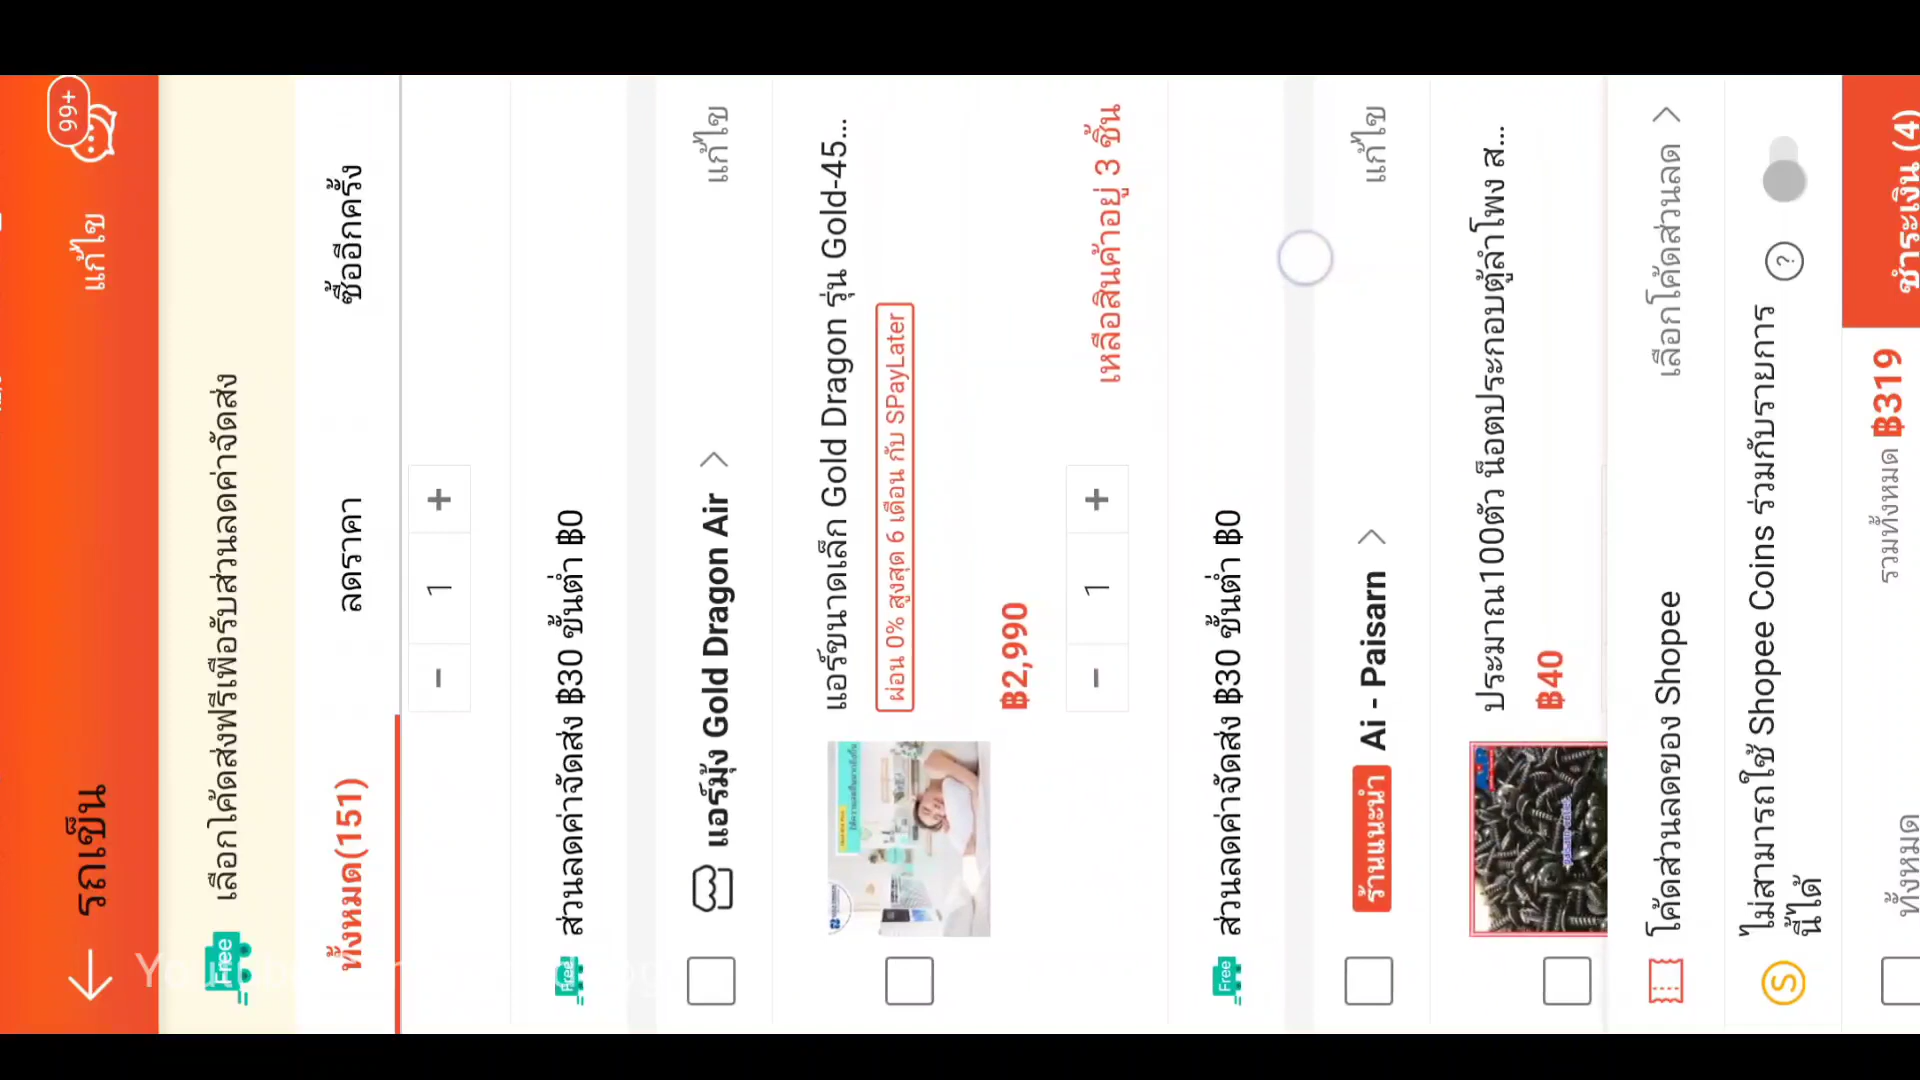 รถเข็น
แก้ไข
99+
Free
เลือกโค้ดส่งฟรีเพื่อรับส่วนลดค่าจัดส่ง
ทั้งหมด(151)
ลดราคา
ซื้ออีกครั้ง
− 1 +
Free
ส่วนลดค่าจัดส่ง ฿30 ขั้นต่ำ ฿0
แอร์มุ้ง Gold Dragon Air >
แก้ไข
แอร์ขนาดเล็ก Gold Dragon รุ่น Gold-45...
ผ่อน 0% สูงสุด 6 เดือน กับ SPayLater
฿2,990
− 1 +
เหลือสินค้าอยู่ 3 ชิ้น
Free
ส่วนลดค่าจัดส่ง ฿30 ขั้นต่ำ ฿0
ร้านแนะนำ
Ai - Paisarn >
แก้ไข
ประมาณ100ตัว น็อตประกอบตู้ลำโพง ส...
฿40
โค้ดส่วนลดของ Shopee
เลือกโค้ดส่วนลด >
ไม่สามารถใช้ Shopee Coins ร่วมกับรายการ
นี้ได้
?
ทั้งหมด
รวมทั้งหมด ฿319
ชำระเงิน (4)